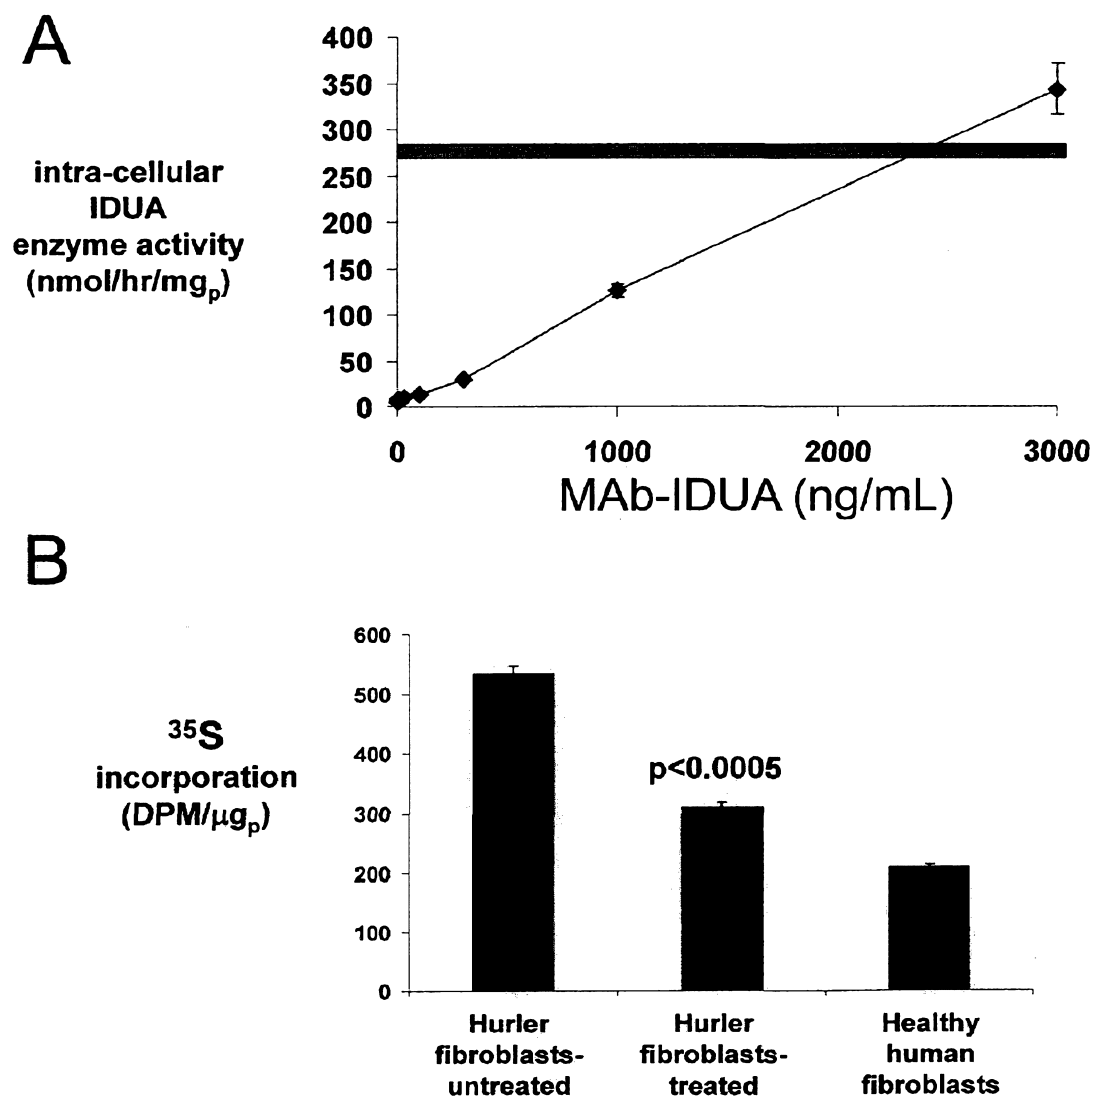 A
400
350
300
250
200
150
100
50
0
intra-cellular
IDUA
enzyme activity
(nmol/hr/mgp)
0 1000 2000 3000
MAb-IDUA (ng/mL)
B
600
500
400
300
200
100
0
35S
incorporation
(DPM/μgp)
p<0.0005
Hurler
fibroblasts-
untreated
Hurler
fibroblasts-
treated
Healthy
human
fibroblasts